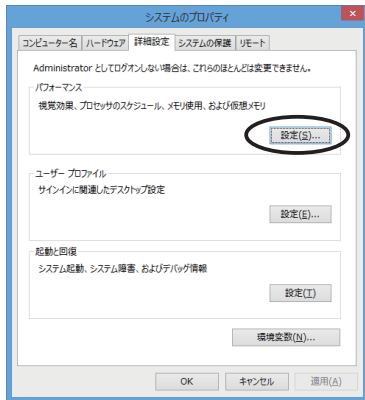 システムのプロパティ
×
コンピューター名 ハードウェア 詳細設定 システムの保護 リモート
Administrator としてログオンしない場合は、これらのほとんどは変更できません。
パフォーマンス
視覚効果、プロセッサのスケジュール、メモリ使用、および仮想メモリ
設定(S)...
ユーザー プロファイル
サインインに関連したデスクトップ設定
設定(E)...
起動と回復
システム起動、システム障害、およびデバッグ情報
設定(T)
環境変数(N)...
OK キャンセル 適用(A)